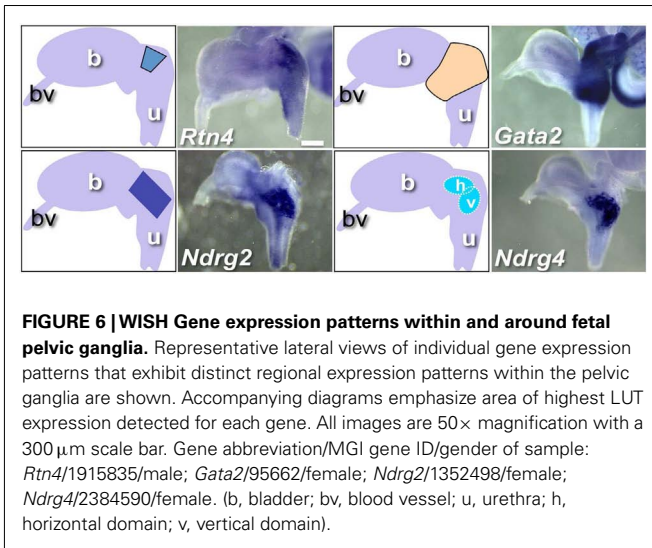 b
bv
u
Rtn4
b
bv
u
Gata2
b
bv
u
Ndrg2
b
h
v
bv
u
Ndrg4
FIGURE 6 | WISH Gene expression patterns within and around fetal
pelvic ganglia. Representative lateral views of individual gene expression
patterns that exhibit distinct regional expression patterns within the pelvic
ganglia are shown. Accompanying diagrams emphasize area of highest LUT
expression detected for each gene. All images are 50× magnification with a
300 μm scale bar. Gene abbreviation/MGI gene ID/gender of sample:
Rtn4/1915835/male; Gata2/95662/female; Ndrg2/1352498/female;
Ndrg4/2384590/female. (b, bladder; bv, blood vessel; u, urethra; h,
horizontal domain; v, vertical domain).